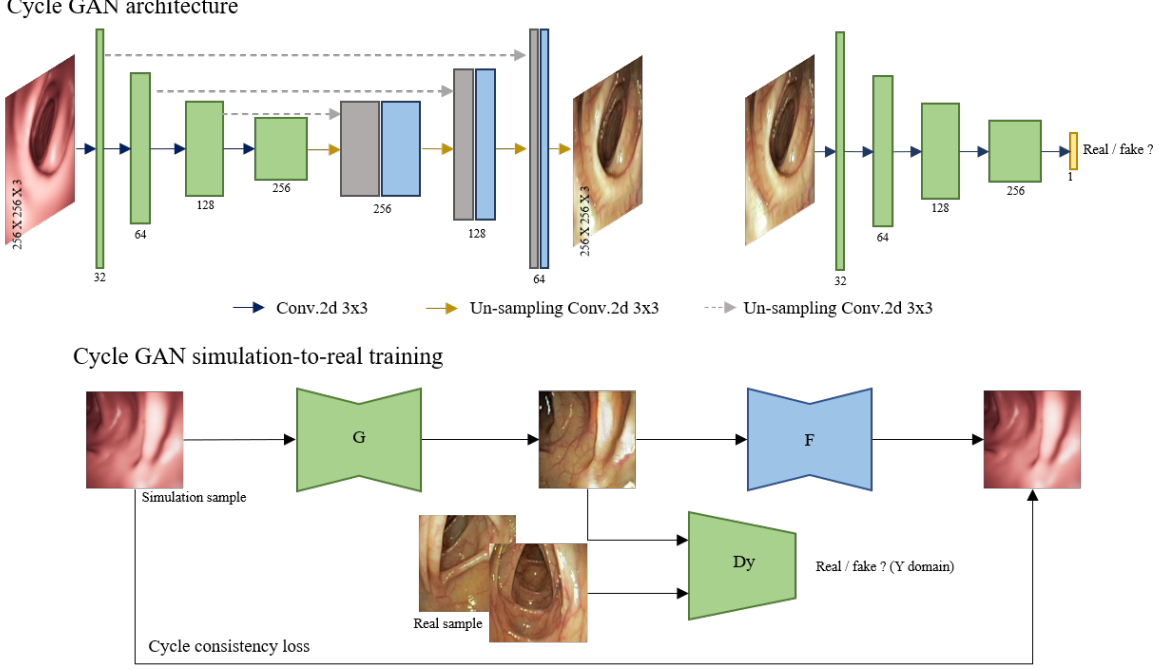 Cycle GAN architecture
256 X 256 X 3
32
64
128
256
256
128
64
256 X 256 X 3
32
64
128
256
1
Real / fake ?
Conv.2d 3x3
Un-sampling Conv.2d 3x3
Un-sampling Conv.2d 3x3
Cycle GAN simulation-to-real training
G
F
Simulation sample
Dy
Real / fake ? (Y domain)
Real sample
Cycle consistency loss